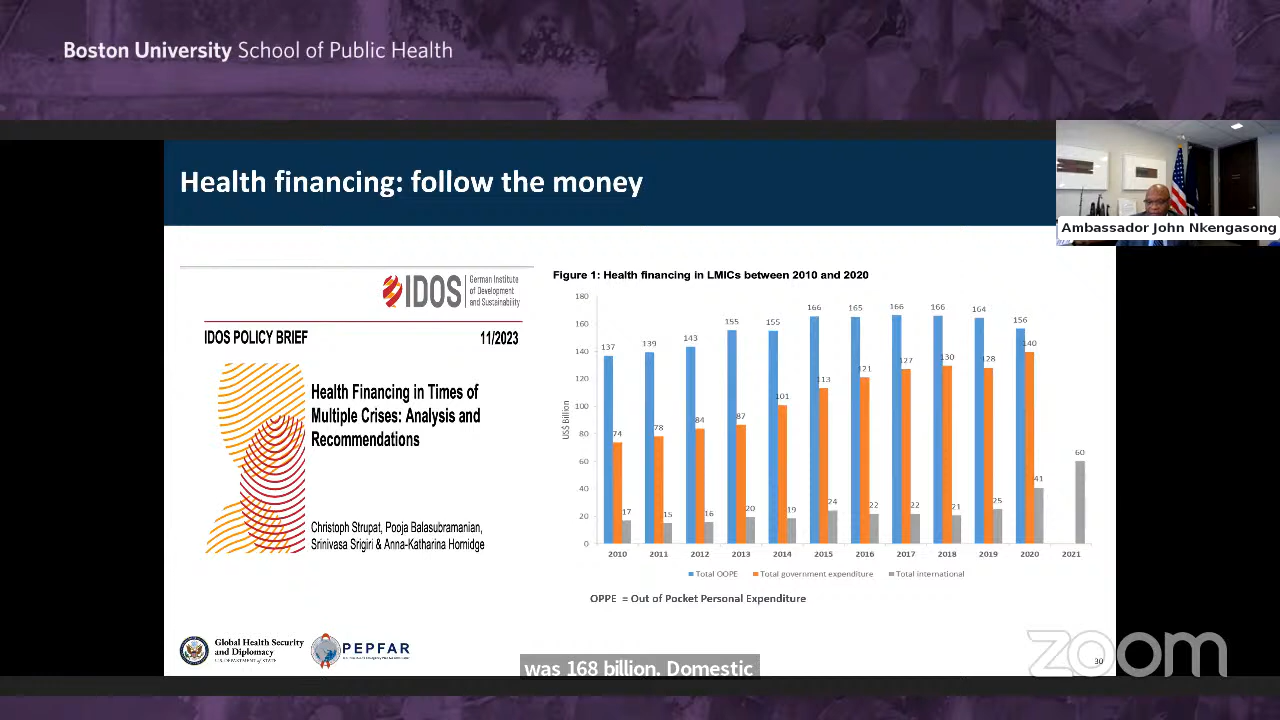 Boston University School of Public Health
Health financing: follow the money
Ambassador John Nkengasong
IDOS
German Institute
of Development
and Sustainability
IDOS POLICY BRIEF 11/2023
Health Financing in Times of
Multiple Crises: Analysis and
Recommendations
Christoph Strupat, Pooja Balasubramanian,
Srinivasa Srigiri & Anna-Katharina Hornidge
Figure 1: Health financing in LMICs between 2010 and 2020
US$ Billion
180
160
140
120
100
80
60
40
20
0
137 74 17
139 78 15
143 84 16
155 87 20
155 101 19
166 113 24
165 121 22
166 127 22
166 130 21
164 128 25
156 140 41
60
2010 2011 2012 2013 2014 2015 2016 2017 2018 2019 2020 2021
Total OOPE Total government expenditure Total international
OPPE = Out of Pocket Personal Expenditure
Global Health Security
and Diplomacy
U.S. DEPARTMENT of STATE
PEPFAR
was 168 billion. Domestic
zoom
30